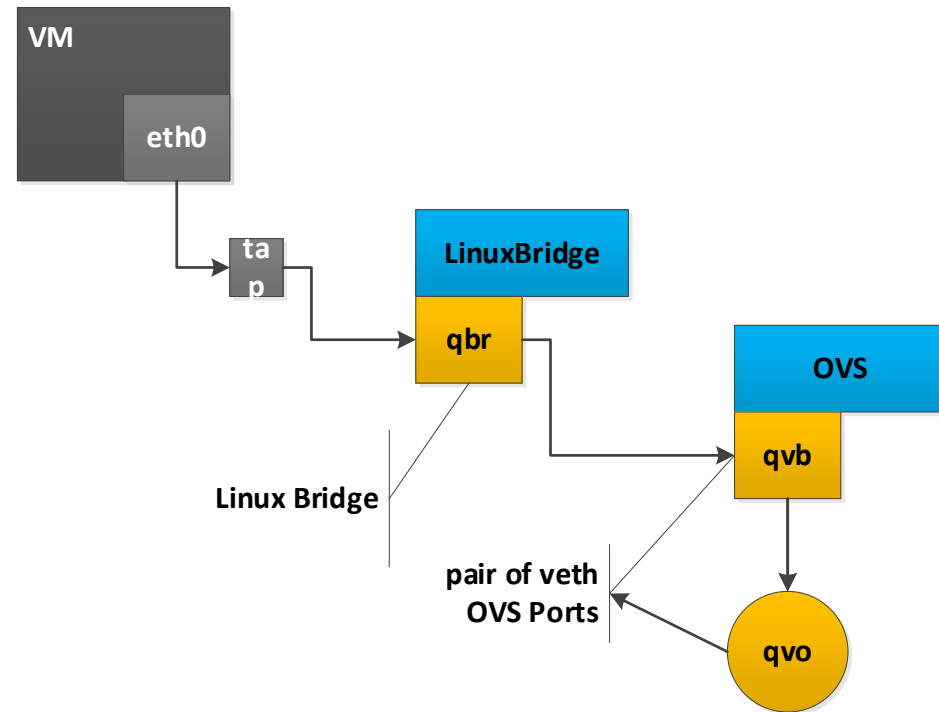 VM
eth0
ta
p
LinuxBridge
qbr
OVS
qvb
Linux Bridge
pair of veth
OVS Ports
qvo